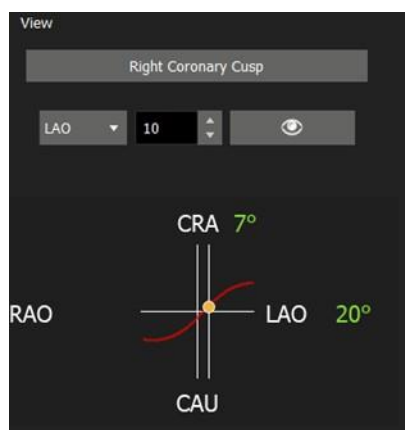 View
Right Coronary Cusp
LAO 10
CRA 7°
RAO LAO 20°
CAU